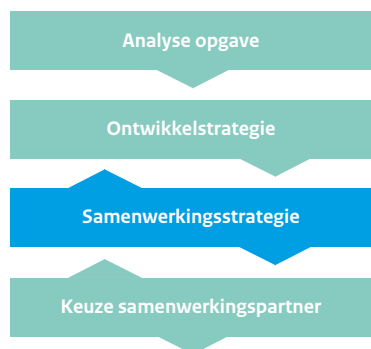 Analyse opgave
Ontwikkelstrategie
Samenwerkingsstrategie
Keuze samenwerkingspartner